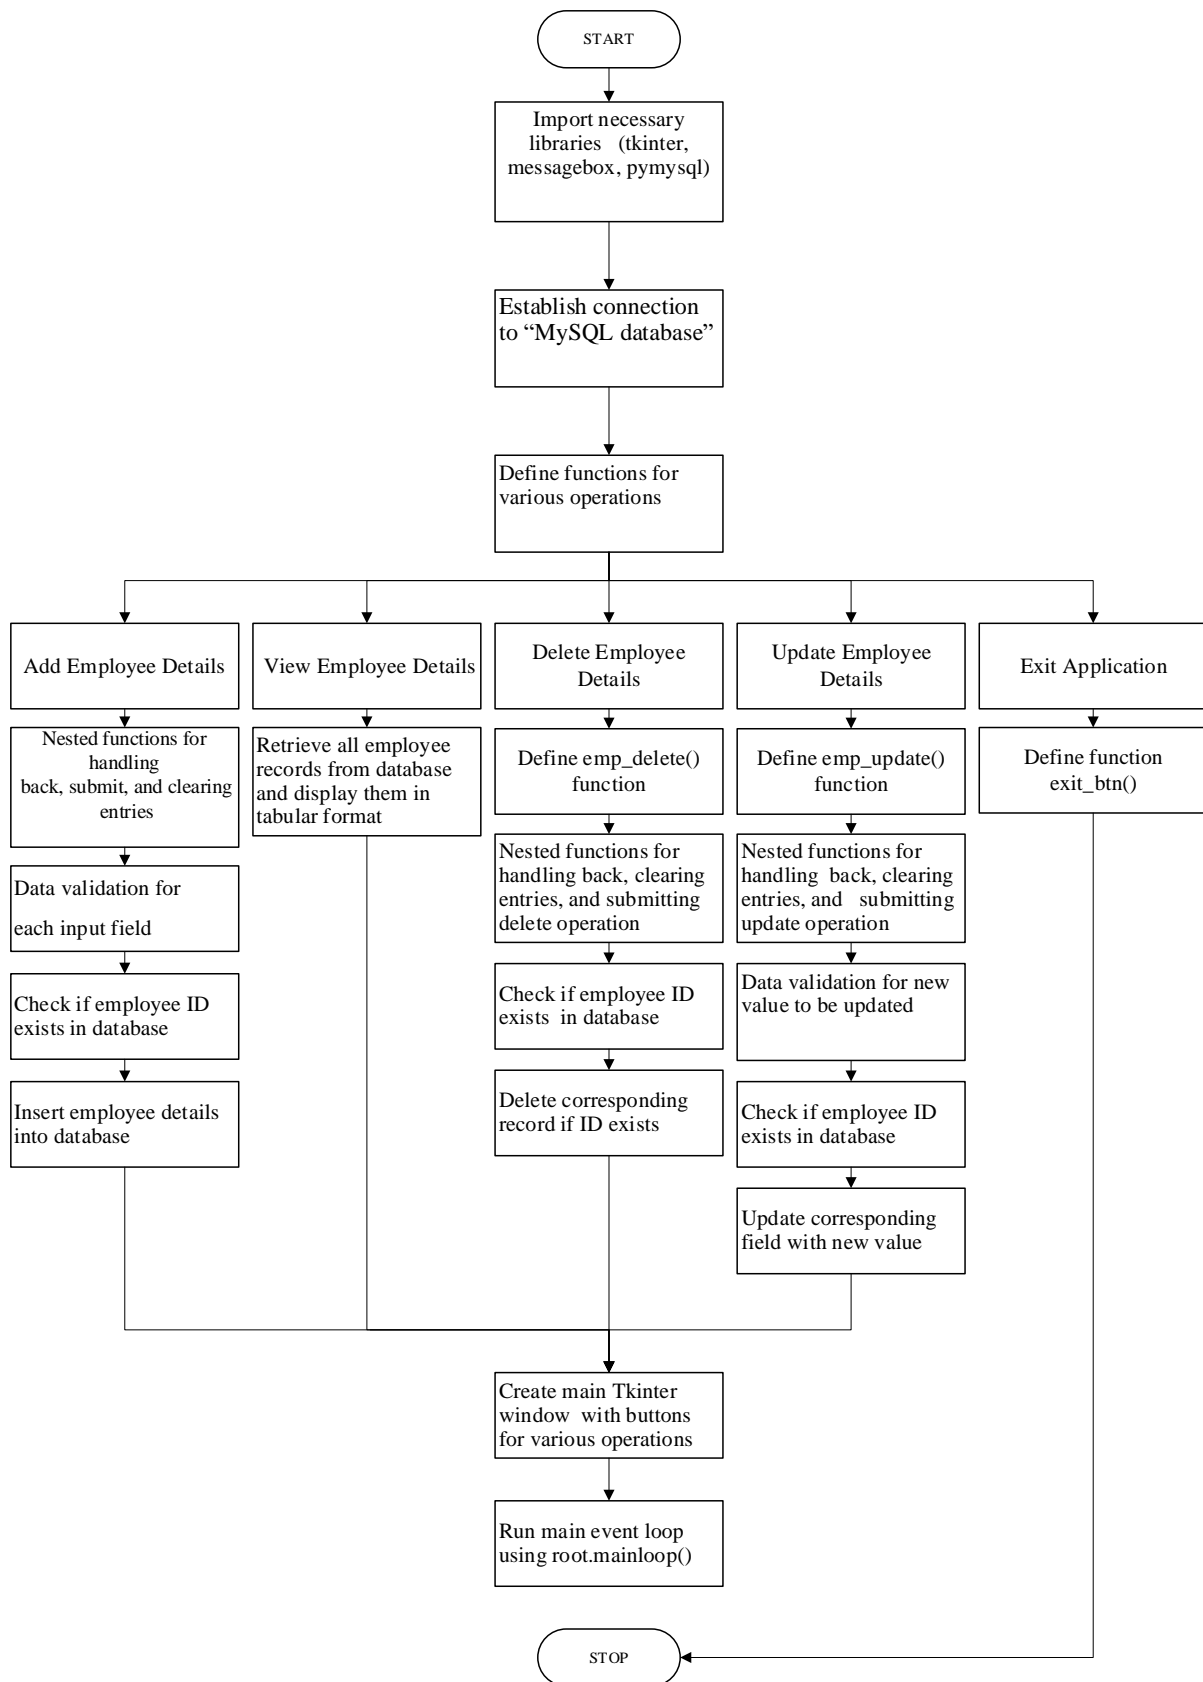 START
Import necessary
libraries (tkinter,
messagebox, pymysql)
Establish connection
to “MySQL database”
Define functions for
various operations
Add Employee Details
View Employee Details
Delete Employee
Details
Update Employee
Details
Exit Application
Nested functions for
handling
back, submit, and clearing
entries
Retrieve all employee
records from database
and display them in
tabular format
Define emp_delete()
function
Define emp_update()
function
Define function
exit_btn()
Data validation for
each input field
Nested functions for
handling back, clearing
entries, and submitting
delete operation
Nested functions for
handling back, clearing
entries, and submitting
update operation
Check if employee ID
exists in database
Check if employee ID
exists in database
Data validation for new
value to be updated
Insert employee details
into database
Delete corresponding
record if ID exists
Check if employee ID
exists in database
Update corresponding
field with new value
Create main Tkinter
window with buttons
for various operations
Run main event loop
using root.mainloop()
STOP